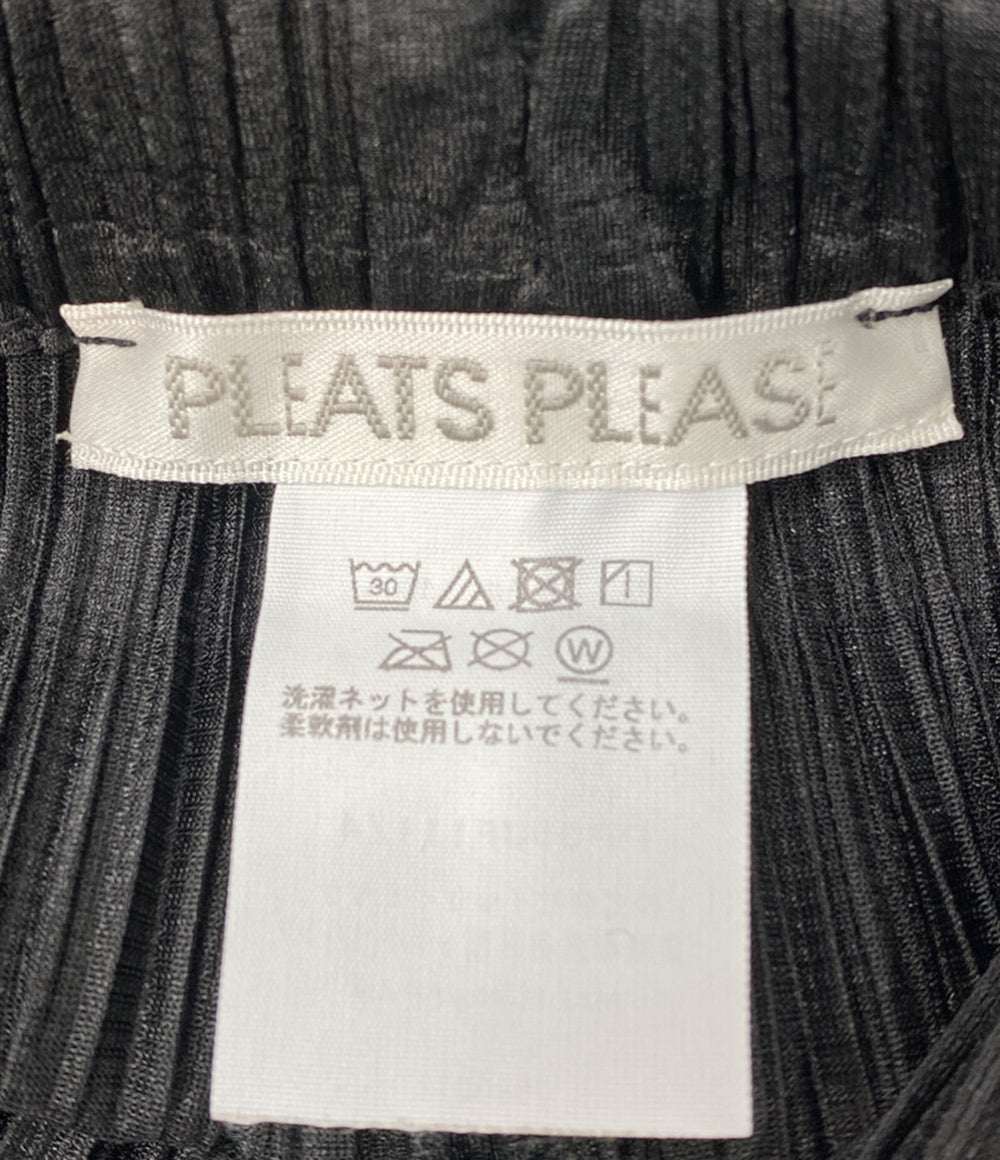 PLEATS PLEASE
30
W
洗濯ネットを使用してください。
柔軟剤は使用しないでください。